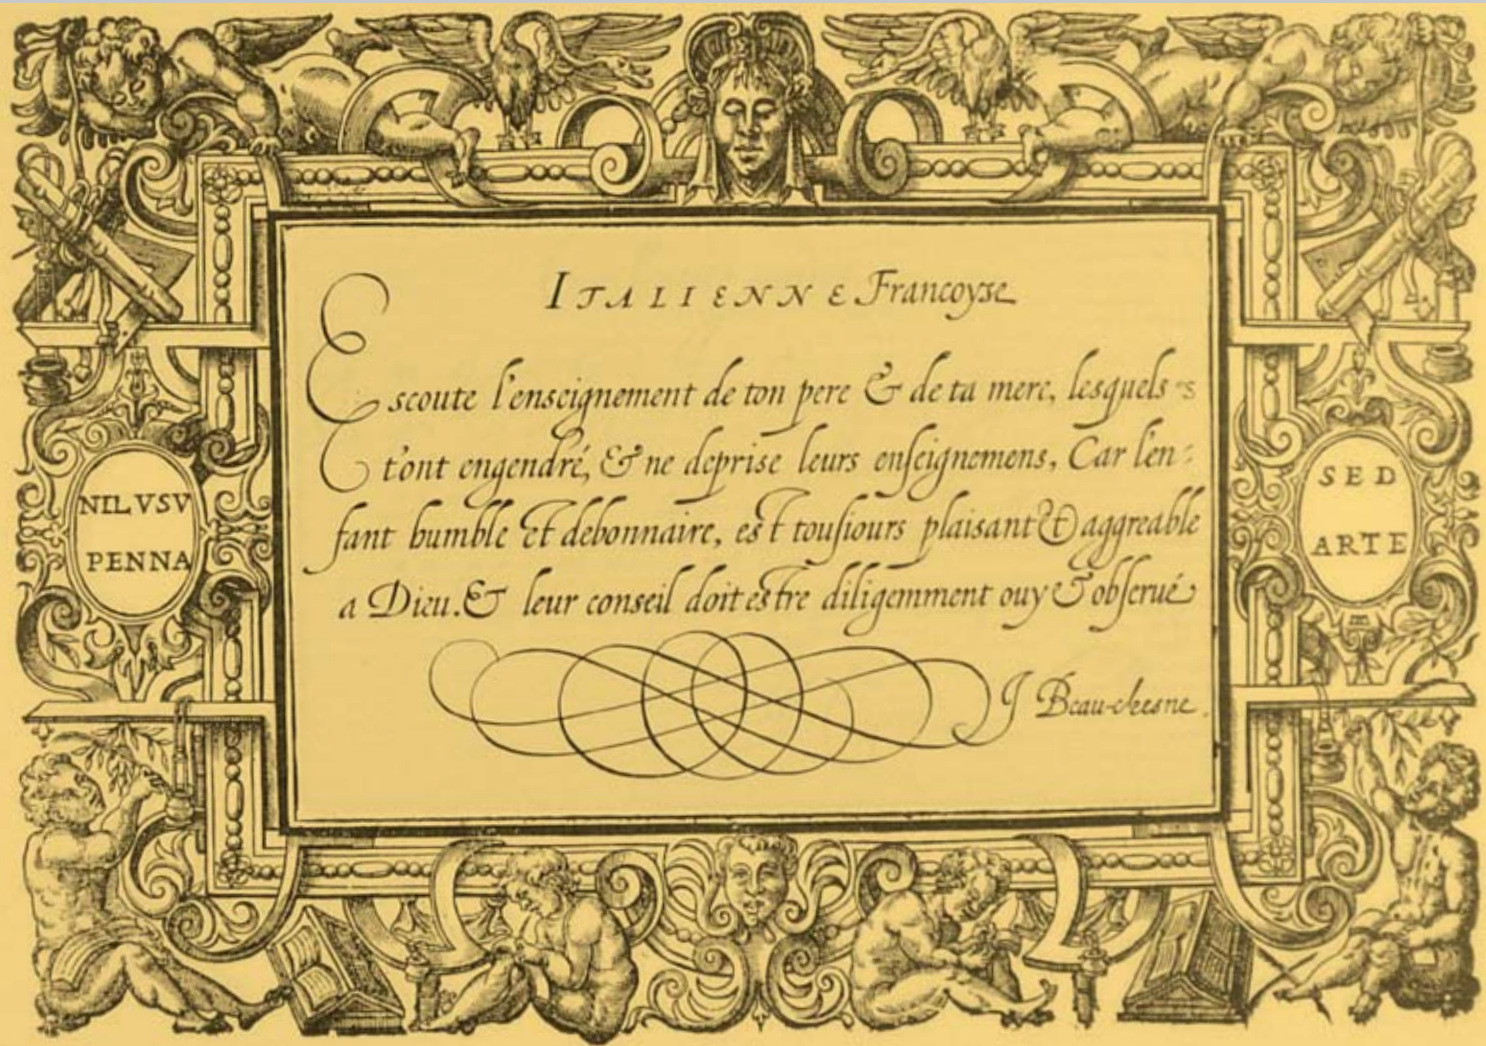 ITALIENNE Francoyse
Escoute l'enseignement de ton pere & de ta mere, lesquels
t'ont engendré, & ne deprise leurs enseignemens, Car l'en-
fant humble et debonnaire, est tousiours plaisant et aggreable
a Dieu. & leur conseil doit estre diligemment ouy & obserué
J Beau-chesne.
NIL VSV
PENNA
SED
ARTE